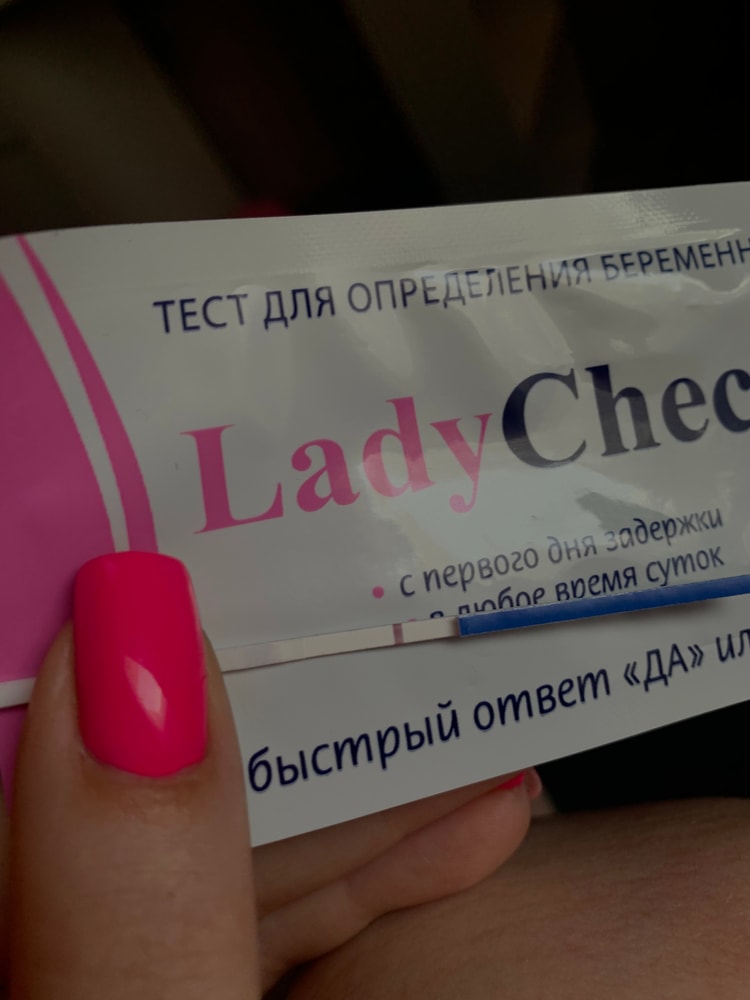 ТЕСТ ДЛЯ ОПРЕДЕЛЕНИЯ БЕРЕМЕНН
LadyChec
• с первого дня задержки
• в любое время суток
быстрый ответ «ДА» ил